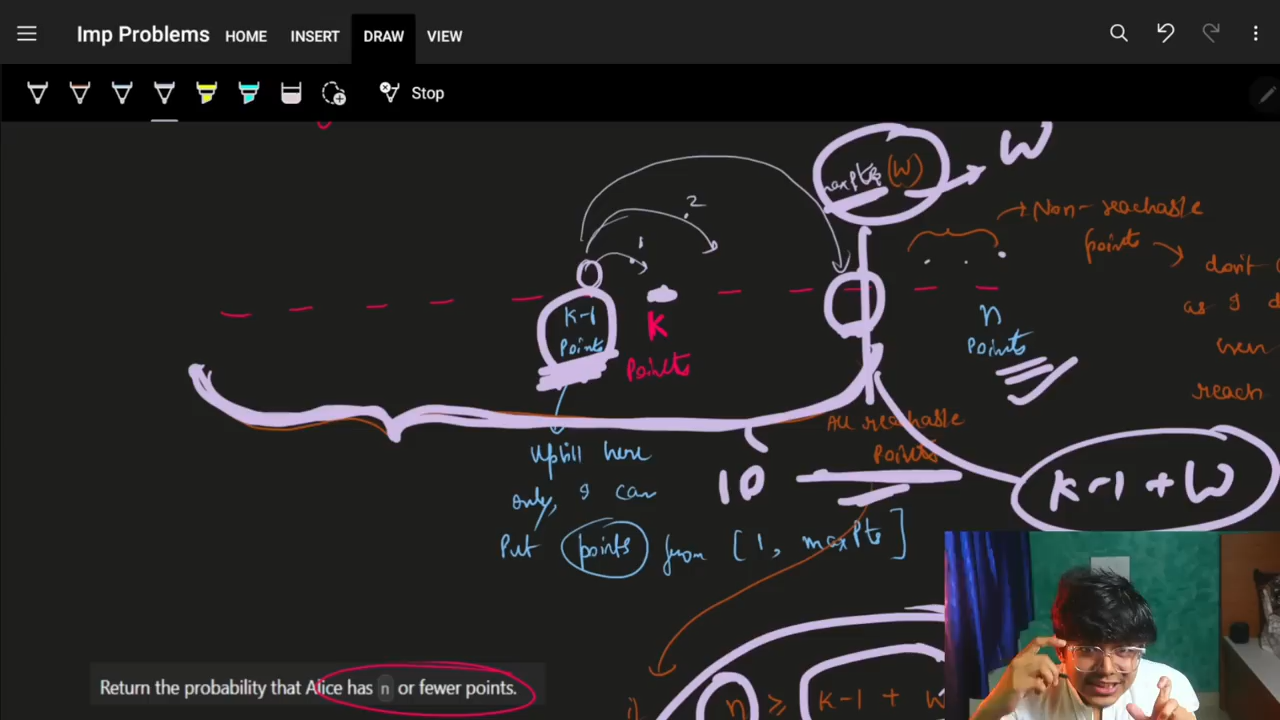 Imp Problems HOME INSERT DRAW VIEW
Stop
maxPts (W) → W
→ Non-reachable
point
don't
as I
2
1
K-1
Points
K
Points
n
Points
even
reach
All reachable
Points
Uptill here
only, I can
Put points from [1, maxPts]
10
K-1 + W
Return the probability that Alice has n or fewer points.
1) n ≥ K-1 + W